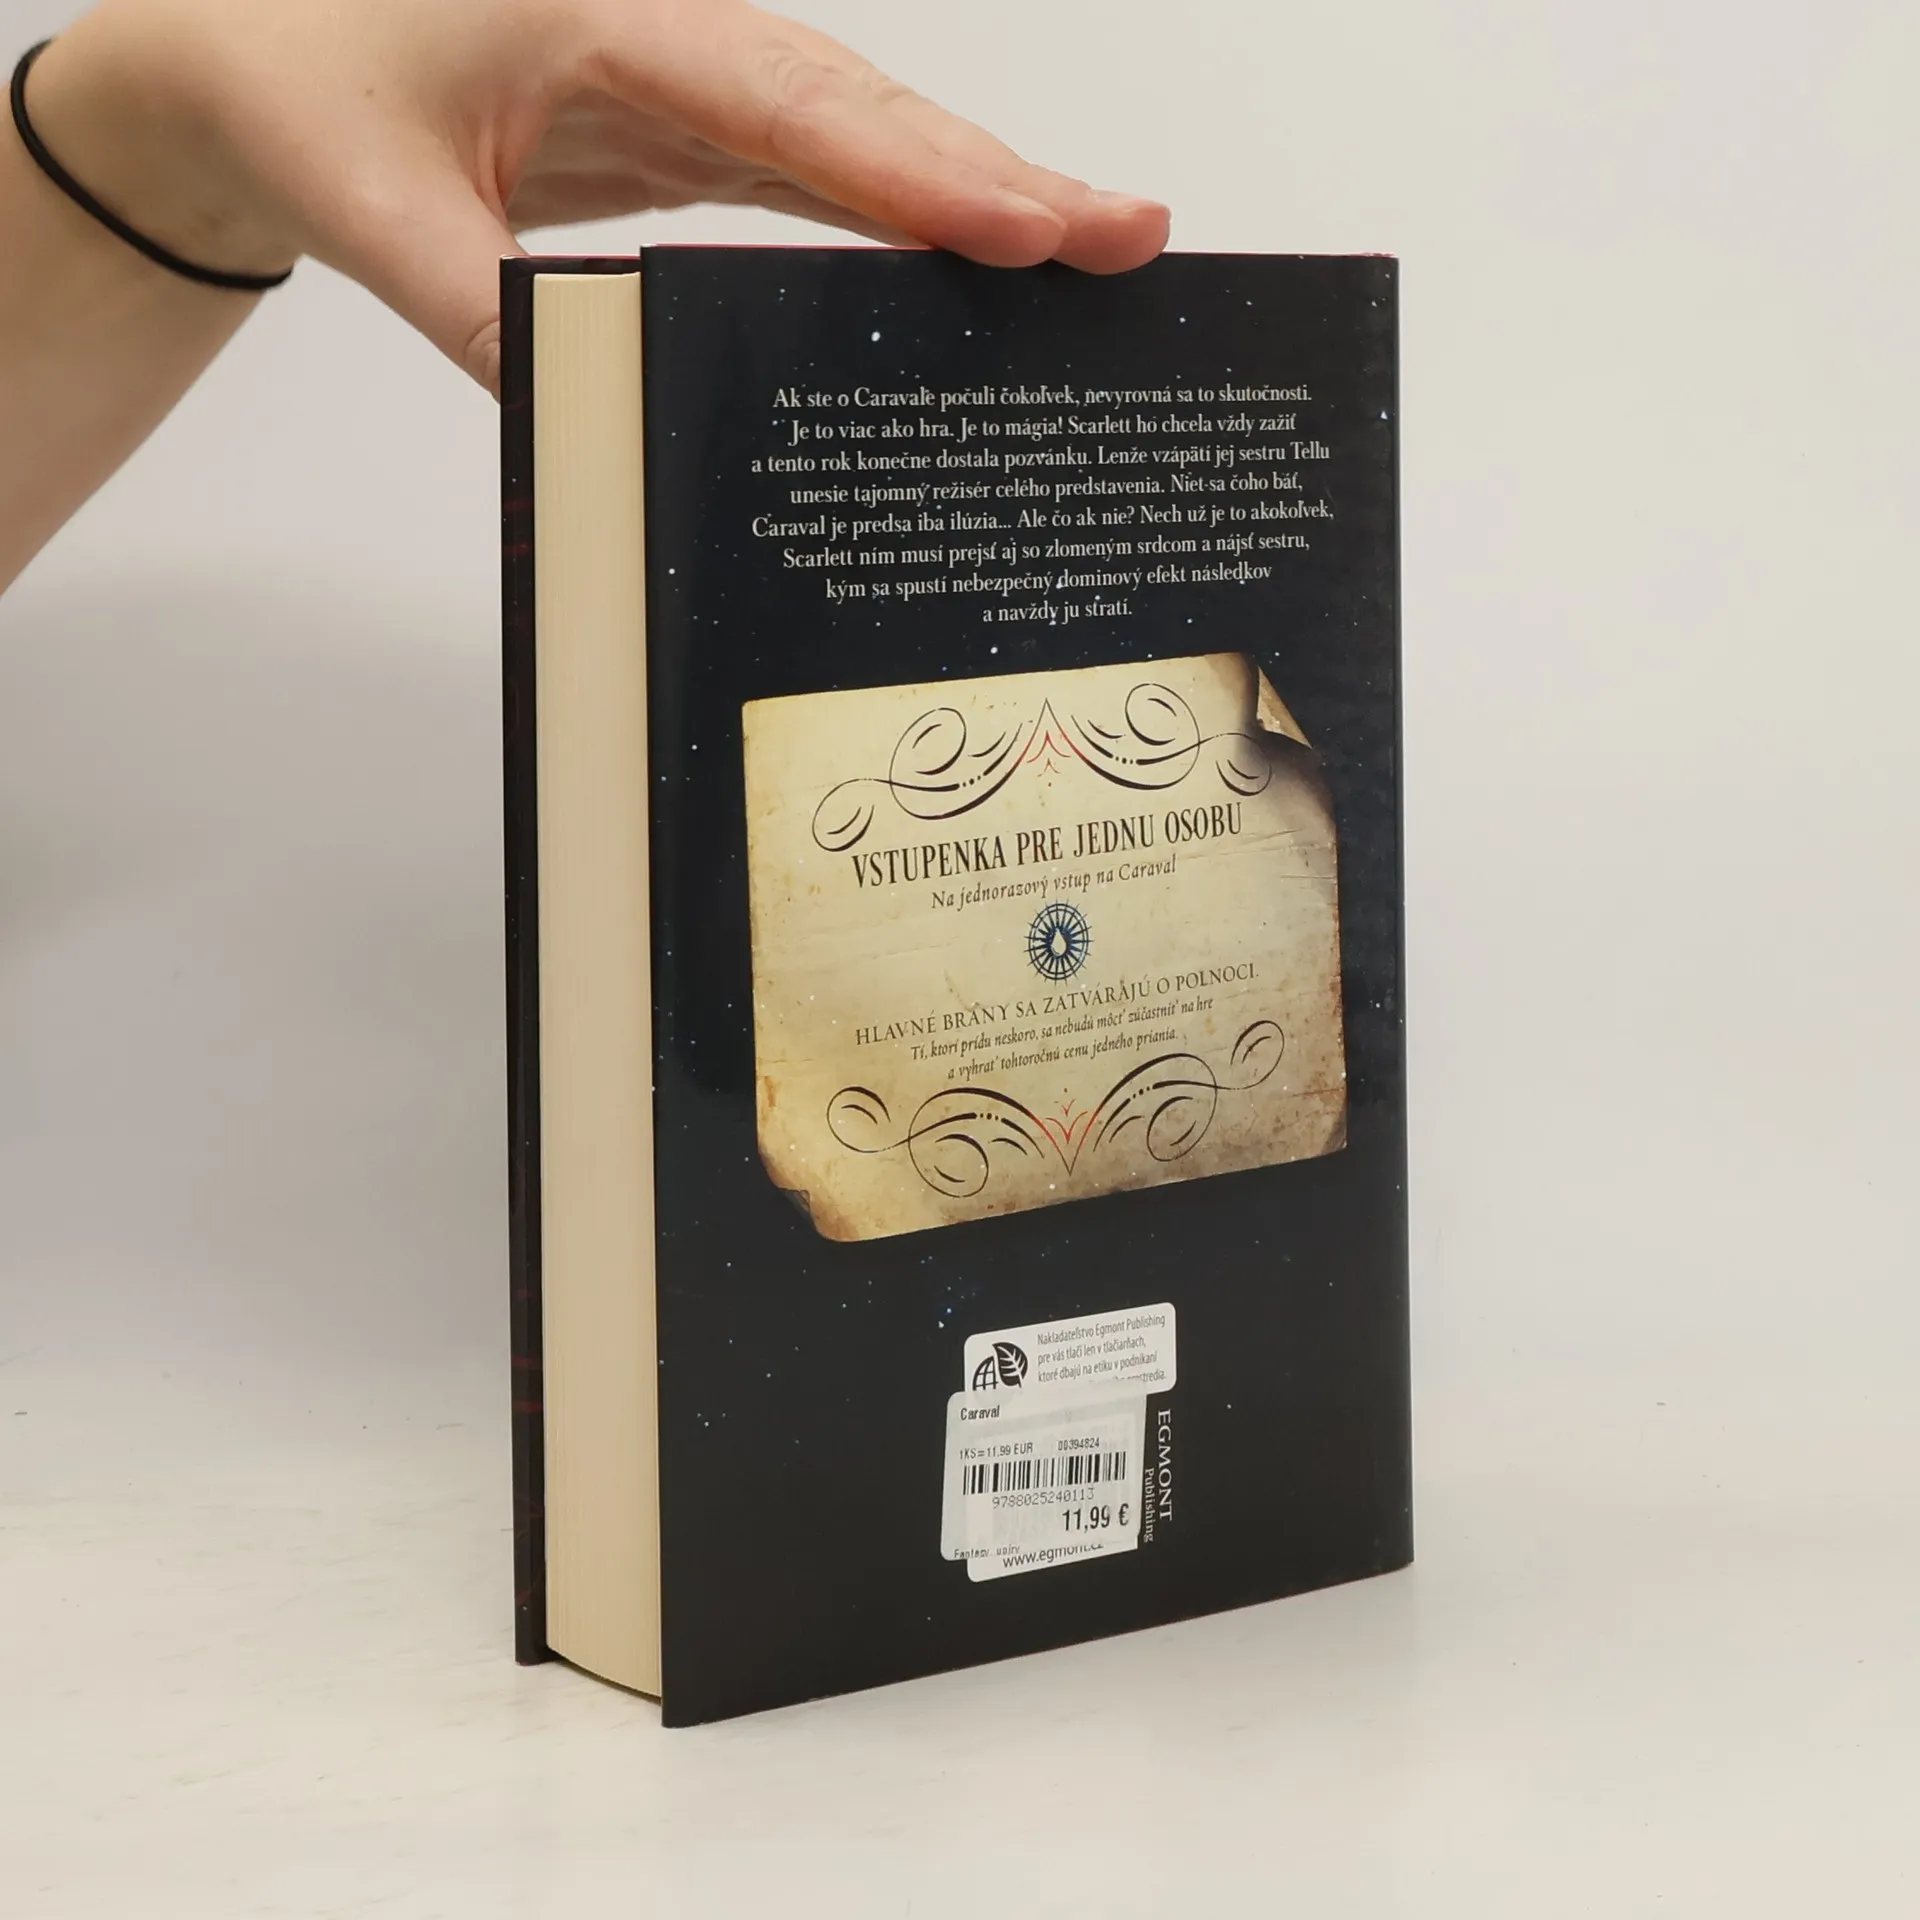 Ak ste o Caravale počuli čokoľvek, nevyrovná sa to skutočnosti.
Je to viac ako hra. Je to mágia! Scarlett ho chcela vždy zažiť
a tento rok konečne dostala pozvánku. Lenže vzápätí jej sestru Tellu
unesie tajomný režisér celého predstavenia. Niet sa čoho báť,
Caraval je predsa iba ilúzia... Ale čo ak nie? Nech už je to akokoľvek,
Scarlett ním musí prejsť aj so zlomeným srdcom a nájsť sestru,
kým sa spustí nebezpečný dominový efekt následkov
a navždy ju stratí.
VSTUPENKA PRE JEDNU OSOBU
Na jednorazový vstup na Caraval
HLAVNÉ BRÁNY SA ZATVÁRAJÚ O POLNOCI.
Tí, ktorí prídu neskoro, sa nebudú môcť zúčastniť na hre
a vyhrať tohtoročnú cenu jedného priania.
Nakladateľstvo Egmont Publishing
pre vás tlačí len v tlačiarňach,
ktoré dbajú na etiku v podnikaní
Caraval
1KS=11,99 EUR 00394824
9788025240113
11,99 €
Fantasy, upíry
www.egmont.cz
EGMONT
Publishing